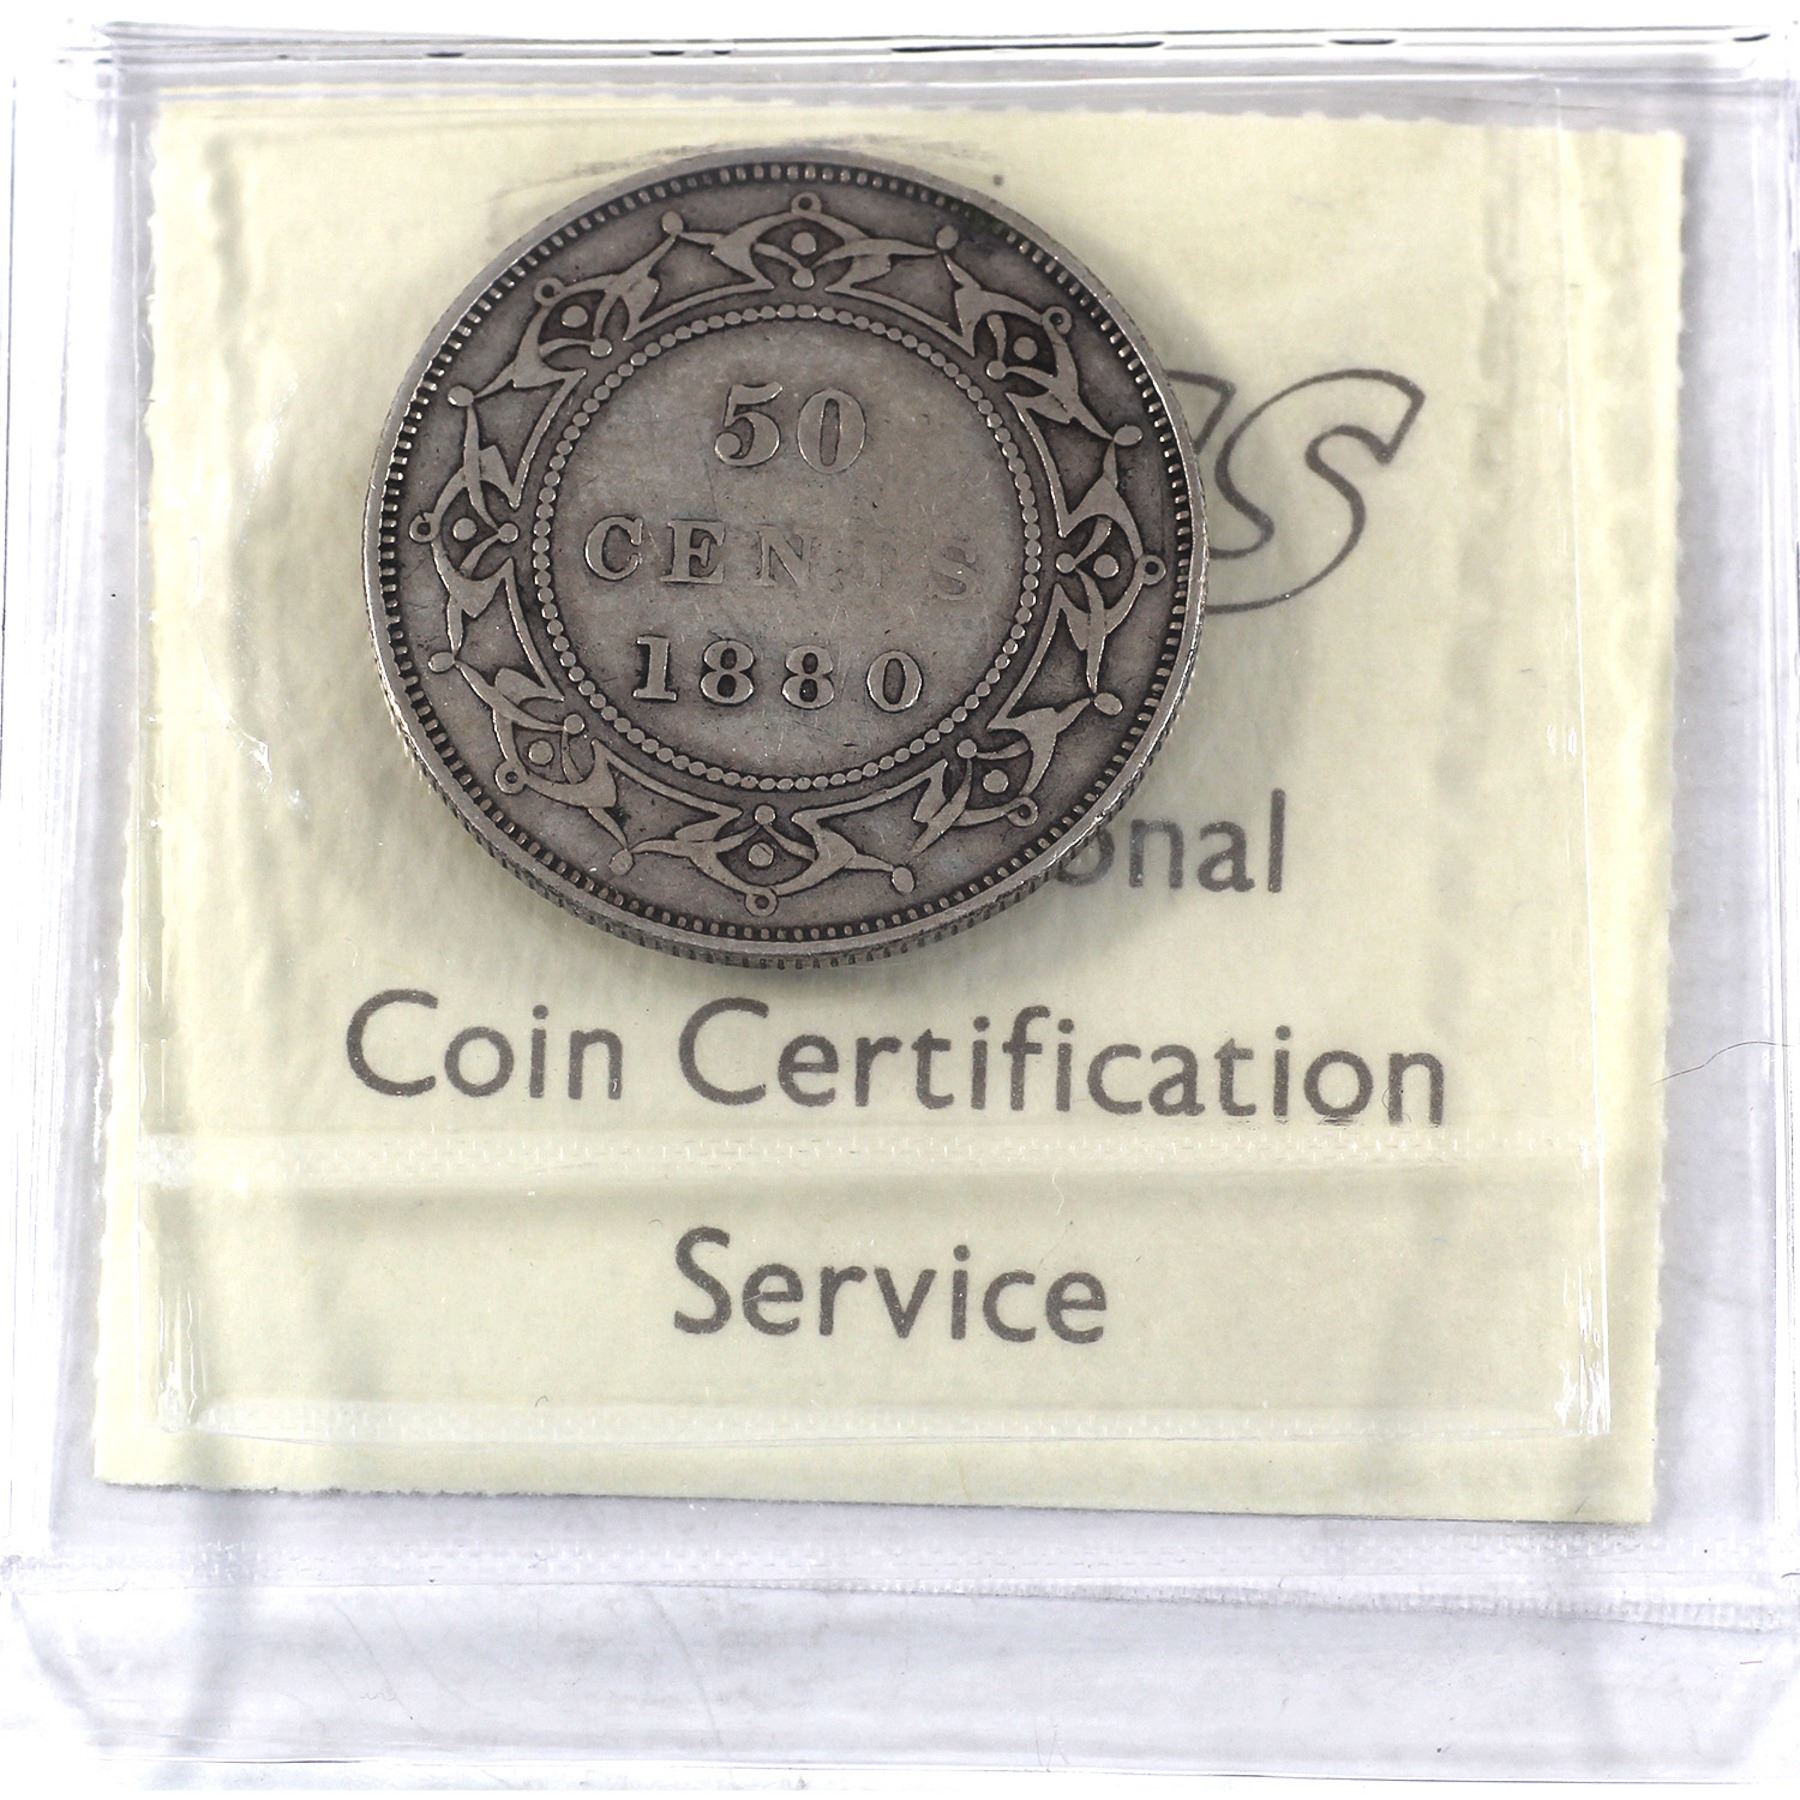 50
CENTS
1880
S
onal
Coin Certification
Service